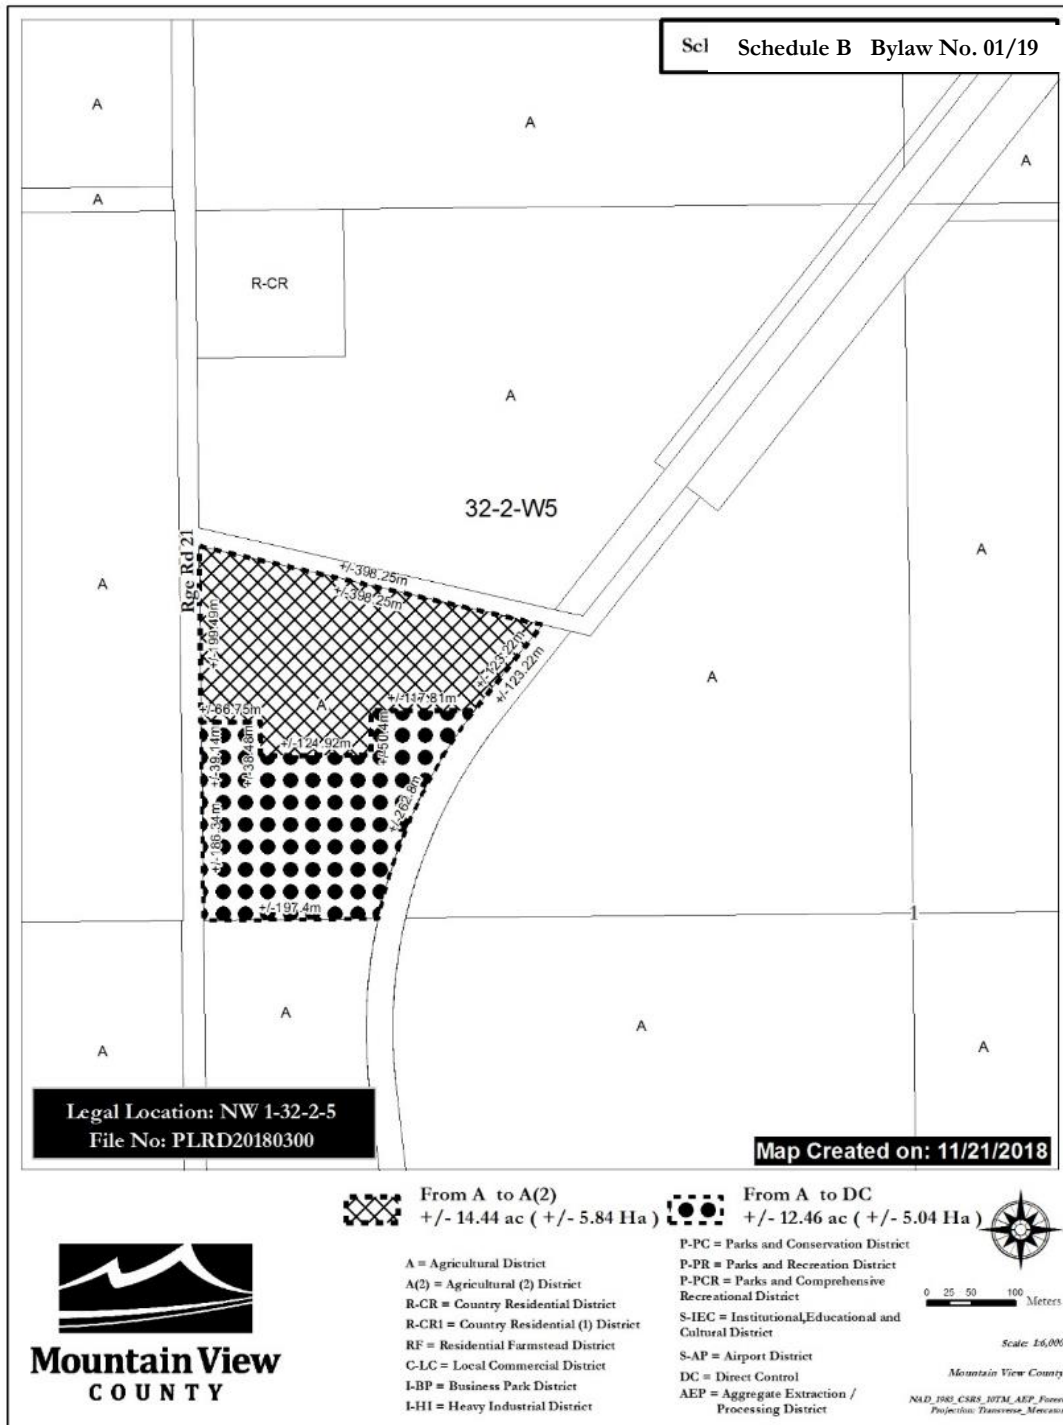 Schedule B Bylaw No. 01/19
A
A
A
A
R-CR
A
32-2-W5
Rge Rd 21
A
A
A
+/-398.25m
+/-398.25m
+/-199.49m
+/-123.22m
+/-123.22m
+/-117.81m
+/-66.75m
A
+/-50.4m
+/-124.92m
+/-39.14m
+/-38.48m
+/-262.8m
+/-186.34m
+/-197.4m
1
A
A
A
A
Legal Location: NW 1-32-2-5
File No: PLRD20180300
Map Created on: 11/21/2018
From A to A(2)
+/- 14.44 ac ( +/- 5.84 Ha )
From A to DC
+/- 12.46 ac ( +/- 5.04 Ha )
A = Agricultural District
A(2) = Agricultural (2) District
R-CR = Country Residential District
R-CR1 = Country Residential (1) District
RF = Residential Farmstead District
C-LC = Local Commercial District
I-BP = Business Park District
I-HI = Heavy Industrial District
P-PC = Parks and Conservation District
P-PR = Parks and Recreation District
P-PCR = Parks and Comprehensive
Recreational District
S-IEC = Institutional,Educational and
Cultural District
S-AP = Airport District
DC = Direct Control
AEP = Aggregate Extraction /
Processing District
0 25 50 100
Meters
Scale: 1:6,000
Mountain View County
NAD_1983_CSRS_10TM_AEP_Forest
Projection: Transverse_Mercator
Mountain View
COUNTY